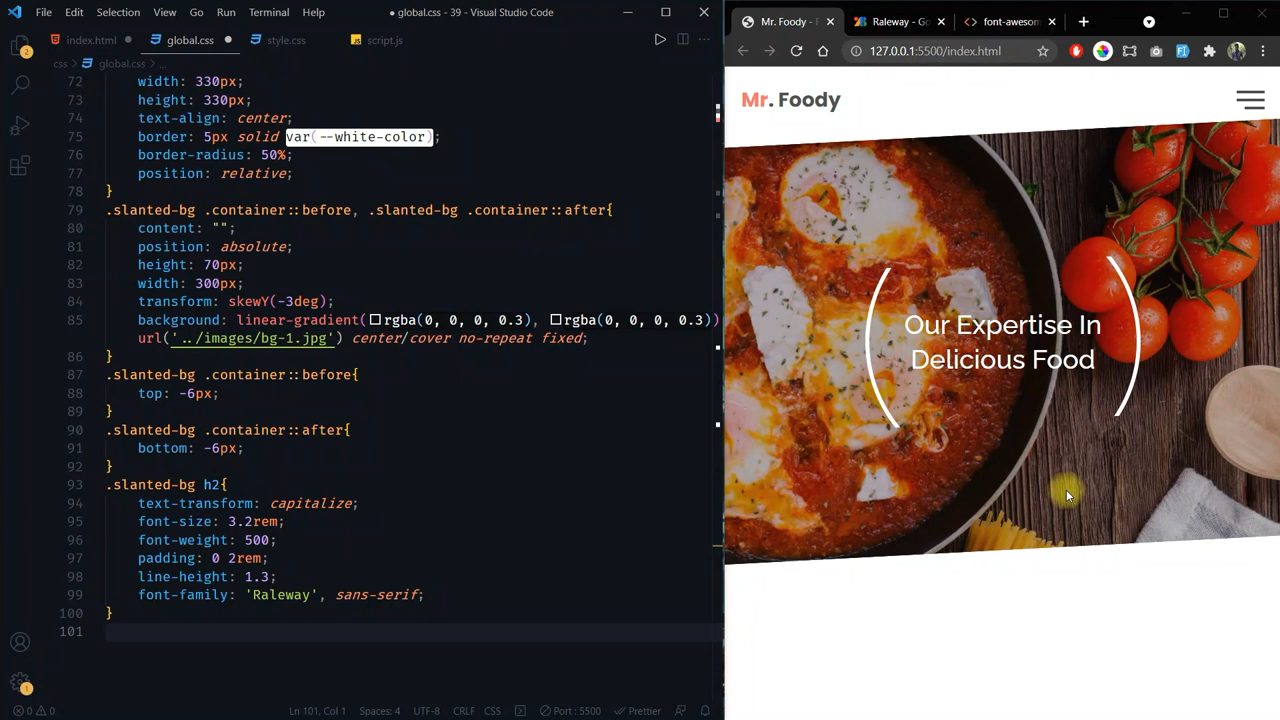 File Edit Selection View Go Run Terminal Help
● global.css - 39 - Visual Studio Code
index.html
global.css
style.css
script.js
css > global.css > ...
72 width: 330px;
73 height: 330px;
74 text-align: center;
75 border: 5px solid var(--white-color);
76 border-radius: 50%;
77 position: relative;
78 }
79 .slanted-bg .container::before, .slanted-bg .container::after{
80 content: "";
81 position: absolute;
82 height: 70px;
83 width: 300px;
84 transform: skewY(-3deg);
85 background: linear-gradient(rgba(0, 0, 0, 0.3), rgba(0, 0, 0, 0.3))
url('../images/bg-1.jpg') center/cover no-repeat fixed;
86 }
87 .slanted-bg .container::before{
88 top: -6px;
89 }
90 .slanted-bg .container::after{
91 bottom: -6px;
92 }
93 .slanted-bg h2{
94 text-transform: capitalize;
95 font-size: 3.2rem;
96 font-weight: 500;
97 padding: 0 2rem;
98 line-height: 1.3;
99 font-family: 'Raleway', sans-serif;
100 }
101
2
1
0 0
Ln 101, Col 1
Spaces: 4
UTF-8
CRLF
CSS
Port : 5500
Prettier
Mr. Foody -
Raleway - Go
font-awesom
127.0.0.1:5500/index.html
Mr. Foody
Our Expertise In
Delicious Food